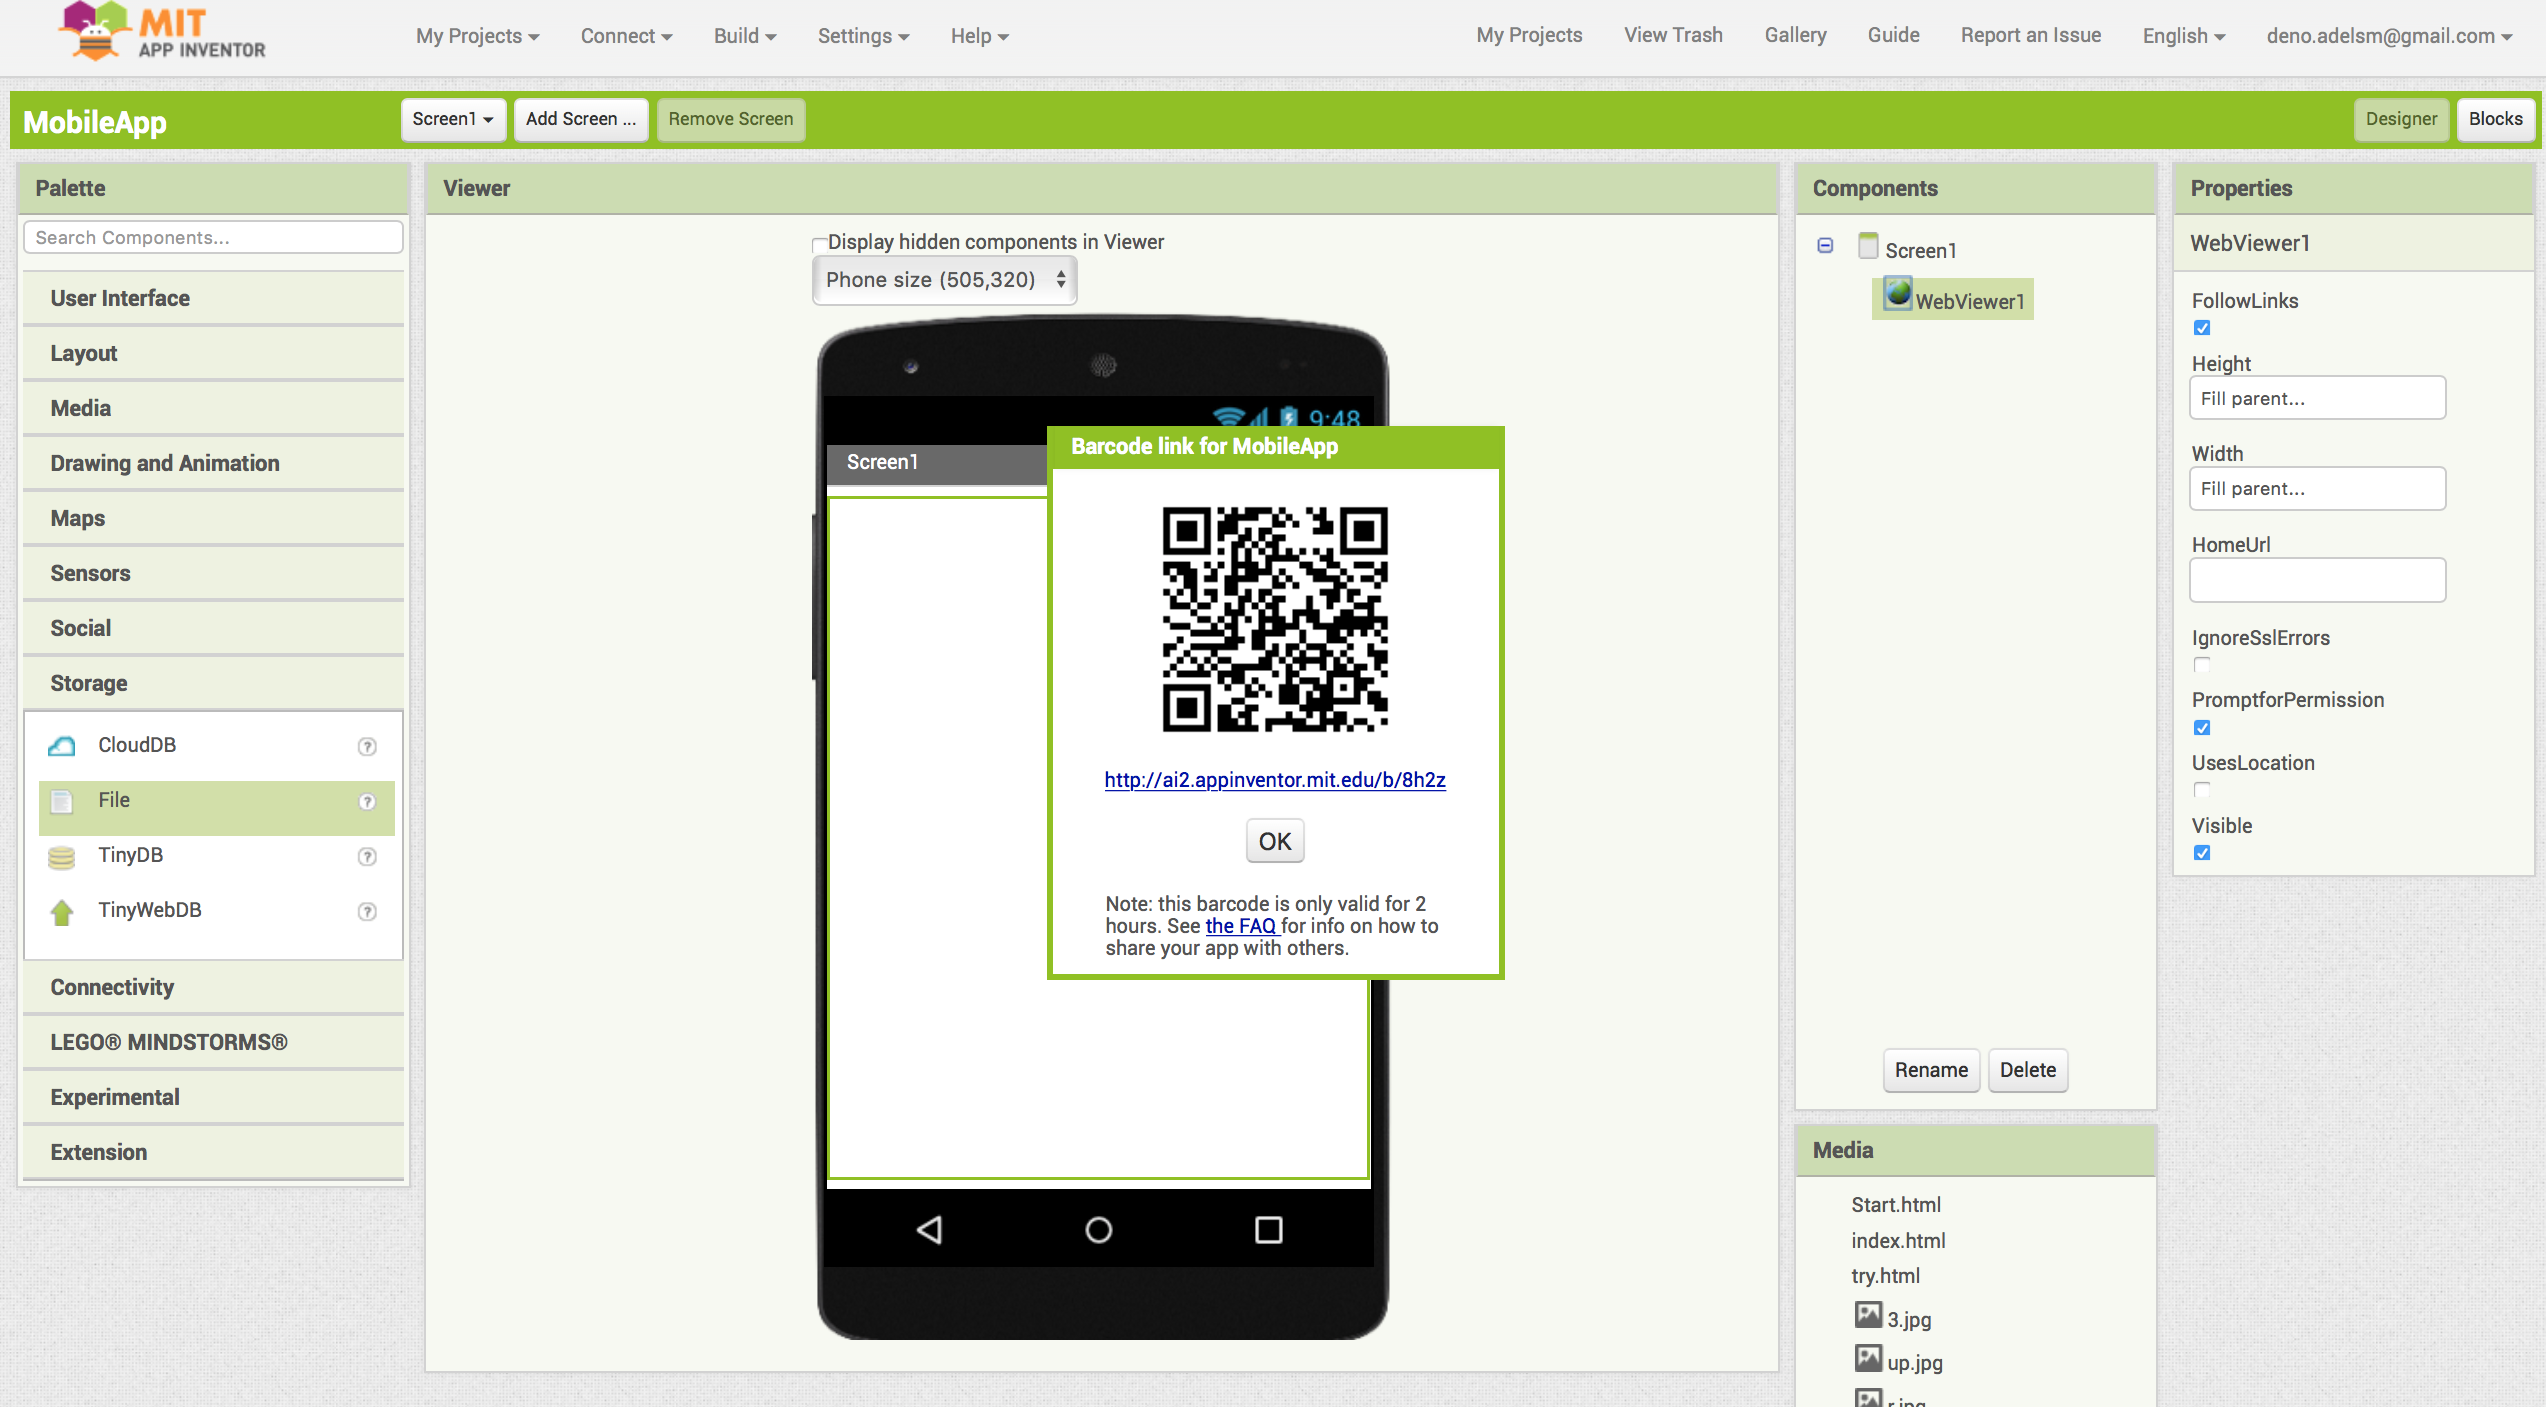 MIT
APP INVENTOR
My Projects
Connect
Build
Settings
Help
My Projects
View Trash
Gallery
Guide
Report an Issue
English
deno.adelsm@gmail.com
MobileApp
Screen1
Add Screen ...
Remove Screen
Designer
Blocks
Palette
Search Components...
User Interface
Layout
Media
Drawing and Animation
Maps
Sensors
Social
Storage
CloudDB
File
TinyDB
TinyWebDB
Connectivity
LEGO® MINDSTORMS®
Experimental
Extension
Viewer
Display hidden components in Viewer
Phone size (505,320)
9:48
Screen1
Barcode link for MobileApp
http://ai2.appinventor.mit.edu/b/8h2z
OK
Note: this barcode is only valid for 2
hours. See the FAQ for info on how to
share your app with others.
Components
Screen1
WebViewer1
Rename
Delete
Media
Start.html
index.html
try.html
3.jpg
up.jpg
Properties
WebViewer1
FollowLinks
Height
Fill parent...
Width
Fill parent...
HomeUrl
IgnoreSslErrors
PromptforPermission
UsesLocation
Visible